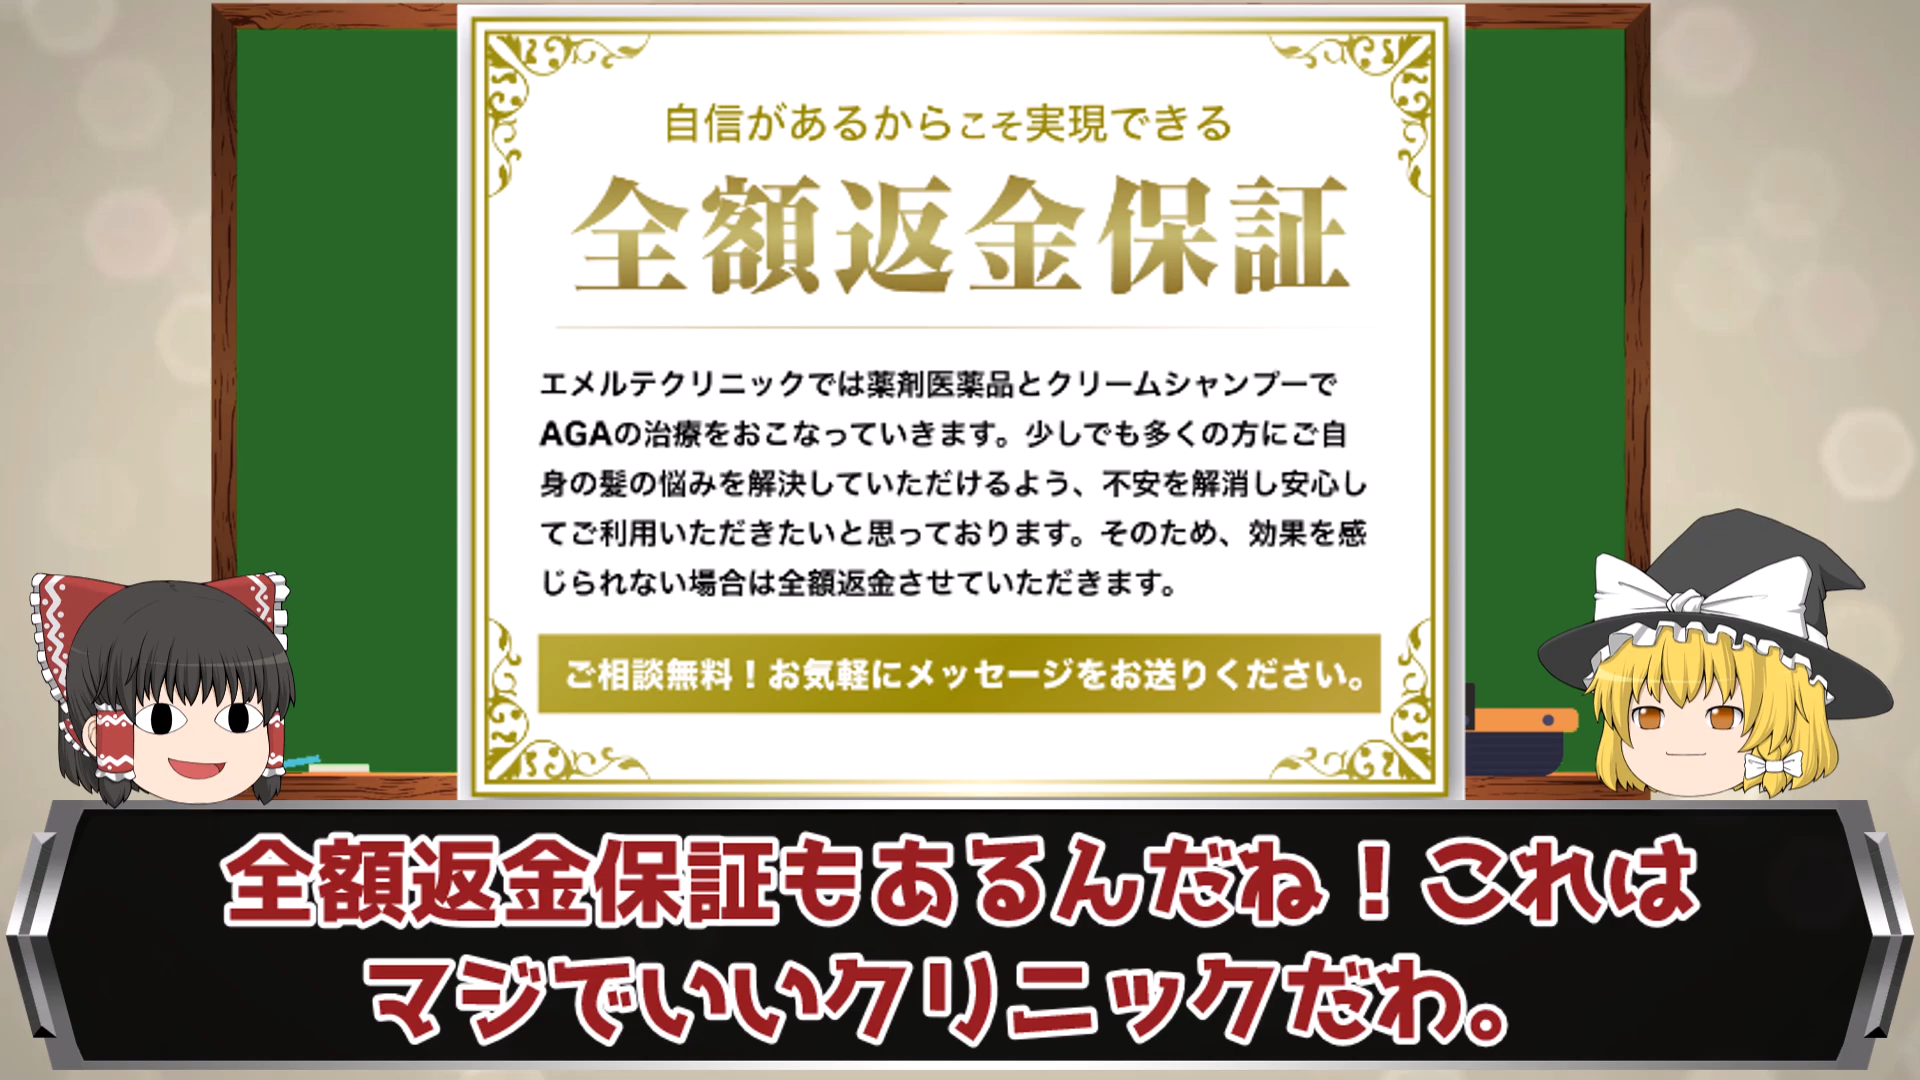 自信があるからこそ実現できる
全額返金保証
エメルテクリニックでは薬剤医薬品とクリームシャンプーで
AGAの治療をおこなっていきます。少しでも多くの方にご自
身の髪の悩みを解決していただけるよう、不安を解消し安心し
てご利用いただきたいと思っております。そのため、効果を感
じられない場合は全額返金させていただきます。
ご相談無料！お気軽にメッセージをお送りください。
全額返金保証もあるんだね！これは
マジでいいクリニックだわ。